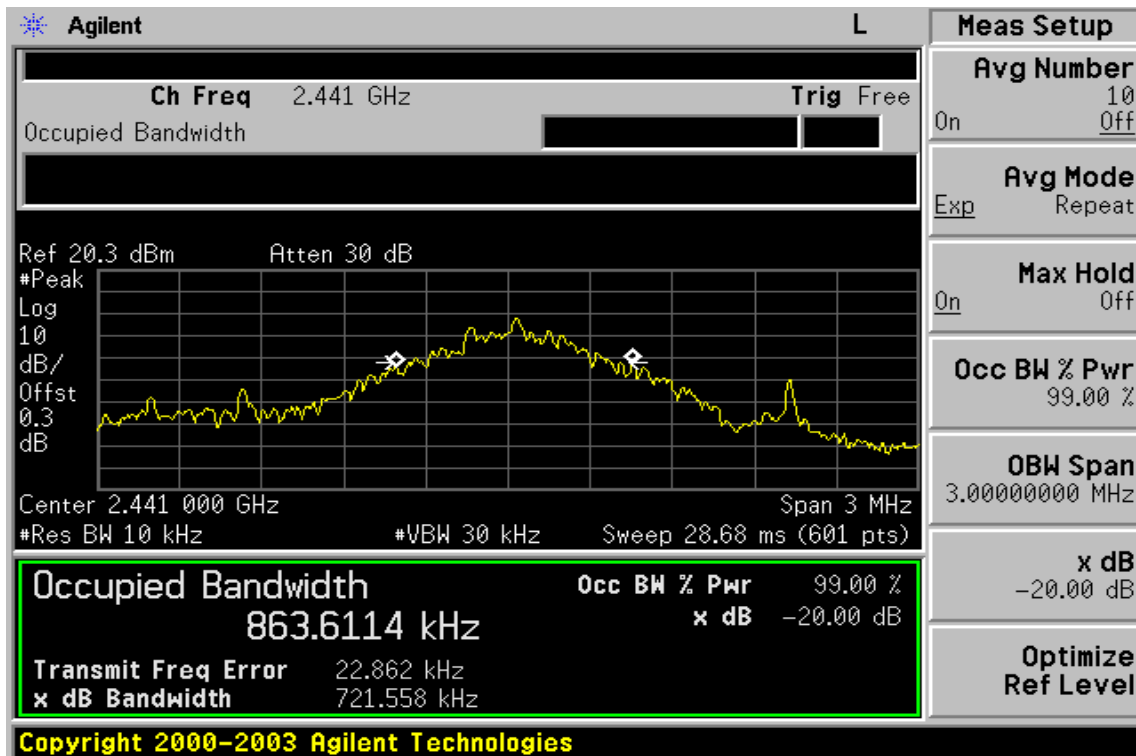 Agilent L
Ch Freq 2.441 GHz Trig Free
Occupied Bandwidth
Ref 20.3 dBm Atten 30 dB
#Peak
Log
10
dB/
Offst
0.3
dB
Center 2.441 000 GHz Span 3 MHz
#Res BW 10 kHz #VBW 30 kHz Sweep 28.68 ms (601 pts)
Occupied Bandwidth Occ BW % Pwr 99.00 %
863.6114 kHz x dB -20.00 dB
Transmit Freq Error 22.862 kHz
x dB Bandwidth 721.558 kHz
Copyright 2000-2003 Agilent Technologies
Meas Setup
Avg Number
10
On Off
Avg Mode
Exp Repeat
Max Hold
On Off
Occ BW % Pwr
99.00 %
OBW Span
3.00000000 MHz
x dB
-20.00 dB
Optimize
Ref Level